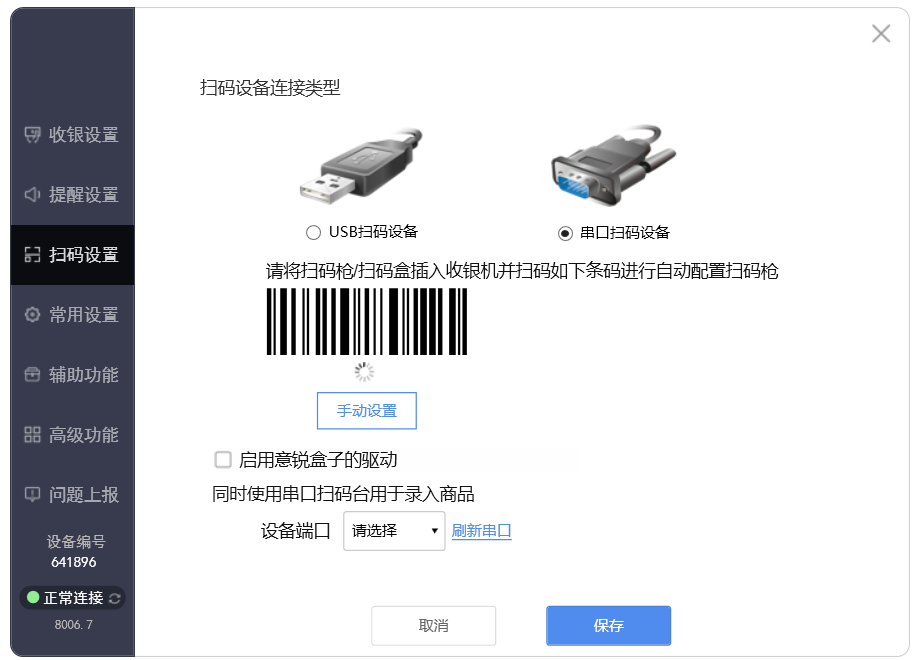 扫码设备连接类型
收银设置
提醒设置
扫码设置
常用设置
辅助功能
高级功能
问题上报
设备编号
641896
正常连接
8006.7
USB扫码设备
串口扫码设备
请将扫码枪/扫码盒插入收银机并扫码如下条码进行自动配置扫码枪
手动设置
启用意锐盒子的驱动
同时使用串口扫码台用于录入商品
设备端口
请选择
刷新串口
取消
保存